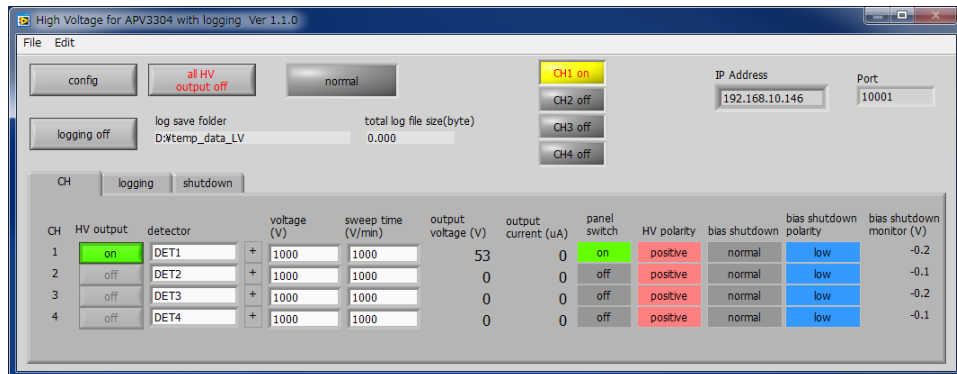 High Voltage for APV3304 with logging Ver 1.1.0
File Edit
config
all HV
output off
normal
CH1 on
CH2 off
CH3 off
CH4 off
IP Address
192.168.10.146
Port
10001
logging off
log save folder
D:¥temp_data_LV
total log file size(byte)
0.000
CH logging shutdown
CH HV output detector voltage (V) sweep time (V/min) output voltage (V) output current (uA) panel switch HV polarity bias shutdown bias shutdown polarity bias shutdown monitor (V)
1 on DET1 + 1000 1000 53 0 on positive normal low -0.2
2 off DET2 + 1000 1000 0 0 off positive normal low -0.1
3 off DET3 + 1000 1000 0 0 off positive normal low -0.2
4 off DET4 + 1000 1000 0 0 off positive normal low -0.1